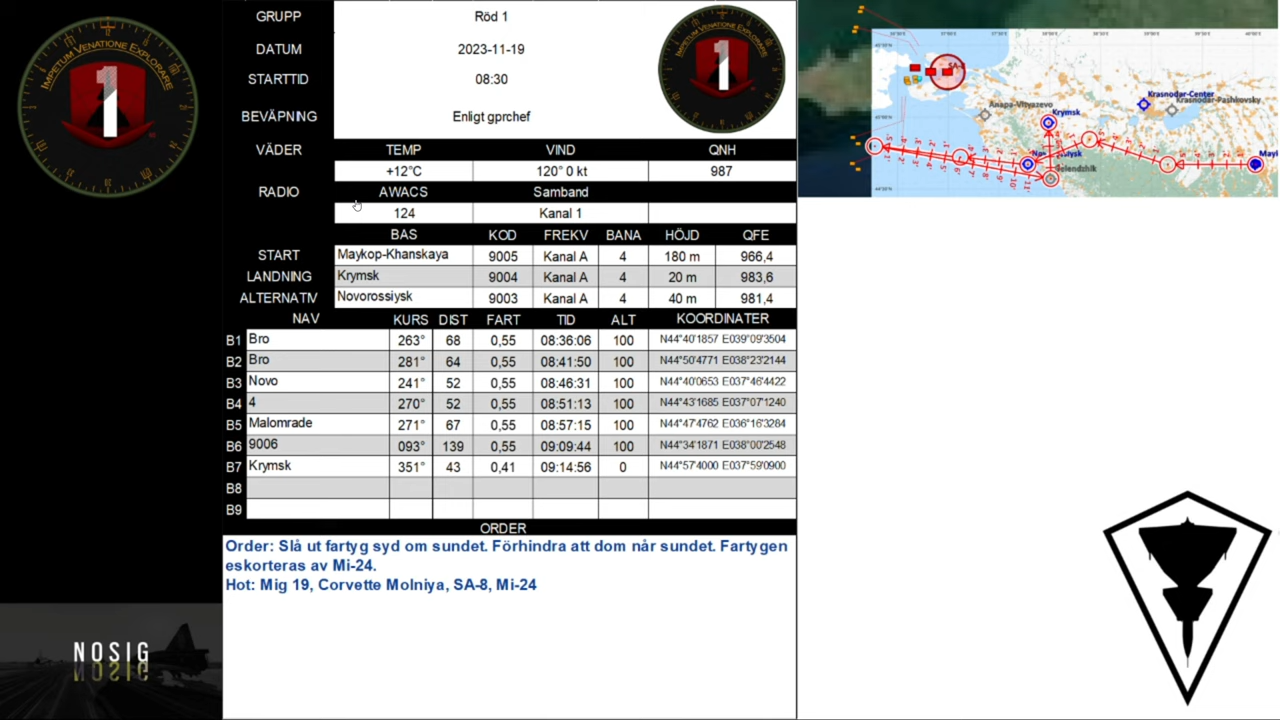 IMPETUM VENATIONE EXPLORARE
1
GRUPP Röd 1
DATUM 2023-11-19
STARTTID 08:30
BEVÄPNING Enligt gprchef
IMPETUM VENATIONE EXPLORARE
1
VÄDER TEMP VIND QNH
+12°C 120° 0 kt 987
RADIO AWACS Samband
124 Kanal 1
BAS KOD FREKV BANA HÖJD QFE
START Maykop-Khanskaya 9005 Kanal A 4 180 m 966,4
LANDNING Krymsk 9004 Kanal A 4 20 m 983,6
ALTERNATIV Novorossiysk 9003 Kanal A 4 40 m 981,4
NAV KURS DIST FART TID ALT KOORDINATER
B1 Bro 263° 68 0,55 08:36:06 100 N44°40'1857 E039°09'3504
B2 Bro 281° 64 0,55 08:41:50 100 N44°50'4771 E038°23'2144
B3 Novo 241° 52 0,55 08:46:31 100 N44°40'0653 E037°46'4422
B4 4 270° 52 0,55 08:51:13 100 N44°43'1685 E037°07'1240
B5 Malomrade 271° 67 0,55 08:57:15 100 N44°47'4762 E036°16'3284
B6 9006 093° 139 0,55 09:09:44 100 N44°34'1871 E038°00'2548
B7 Krymsk 351° 43 0,41 09:14:56 0 N44°57'4000 E037°59'0900
B8
B9
ORDER
Order: Slå ut fartyg syd om sundet. Förhindra att dom når sundet. Fartygen
eskorteras av Mi-24.
Hot: Mig 19, Corvette Molniya, SA-8, Mi-24
Anapa-Vityazevo
Krymsk
Krasnodar-Center
Krasnodar-Pashkovsky
NOSIG